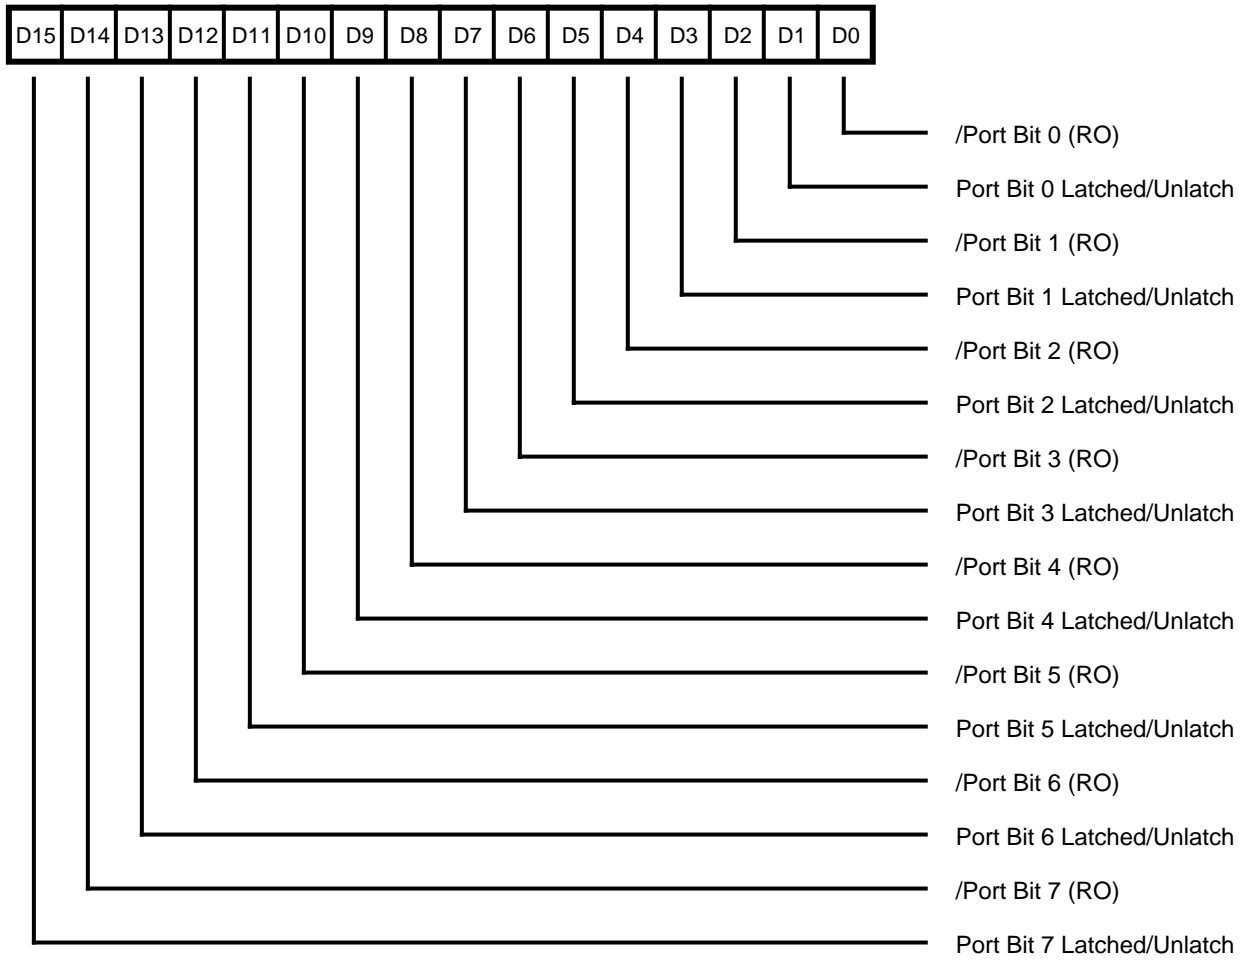 D15 D14 D13 D12 D11 D10 D9 D8 D7 D6 D5 D4 D3 D2 D1 D0
/Port Bit 0 (RO)
Port Bit 0 Latched/Unlatch
/Port Bit 1 (RO)
Port Bit 1 Latched/Unlatch
/Port Bit 2 (RO)
Port Bit 2 Latched/Unlatch
/Port Bit 3 (RO)
Port Bit 3 Latched/Unlatch
/Port Bit 4 (RO)
Port Bit 4 Latched/Unlatch
/Port Bit 5 (RO)
Port Bit 5 Latched/Unlatch
/Port Bit 6 (RO)
Port Bit 6 Latched/Unlatch
/Port Bit 7 (RO)
Port Bit 7 Latched/Unlatch